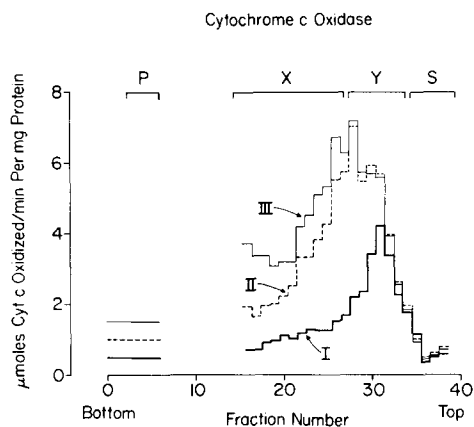 Cytochrome c Oxidase
P
X
Y
S
μmoles Cyt c Oxidized/min Per mg Protein
8
6
4
2
0
III
II
I
0
10
20
30
40
Bottom
Fraction Number
Top